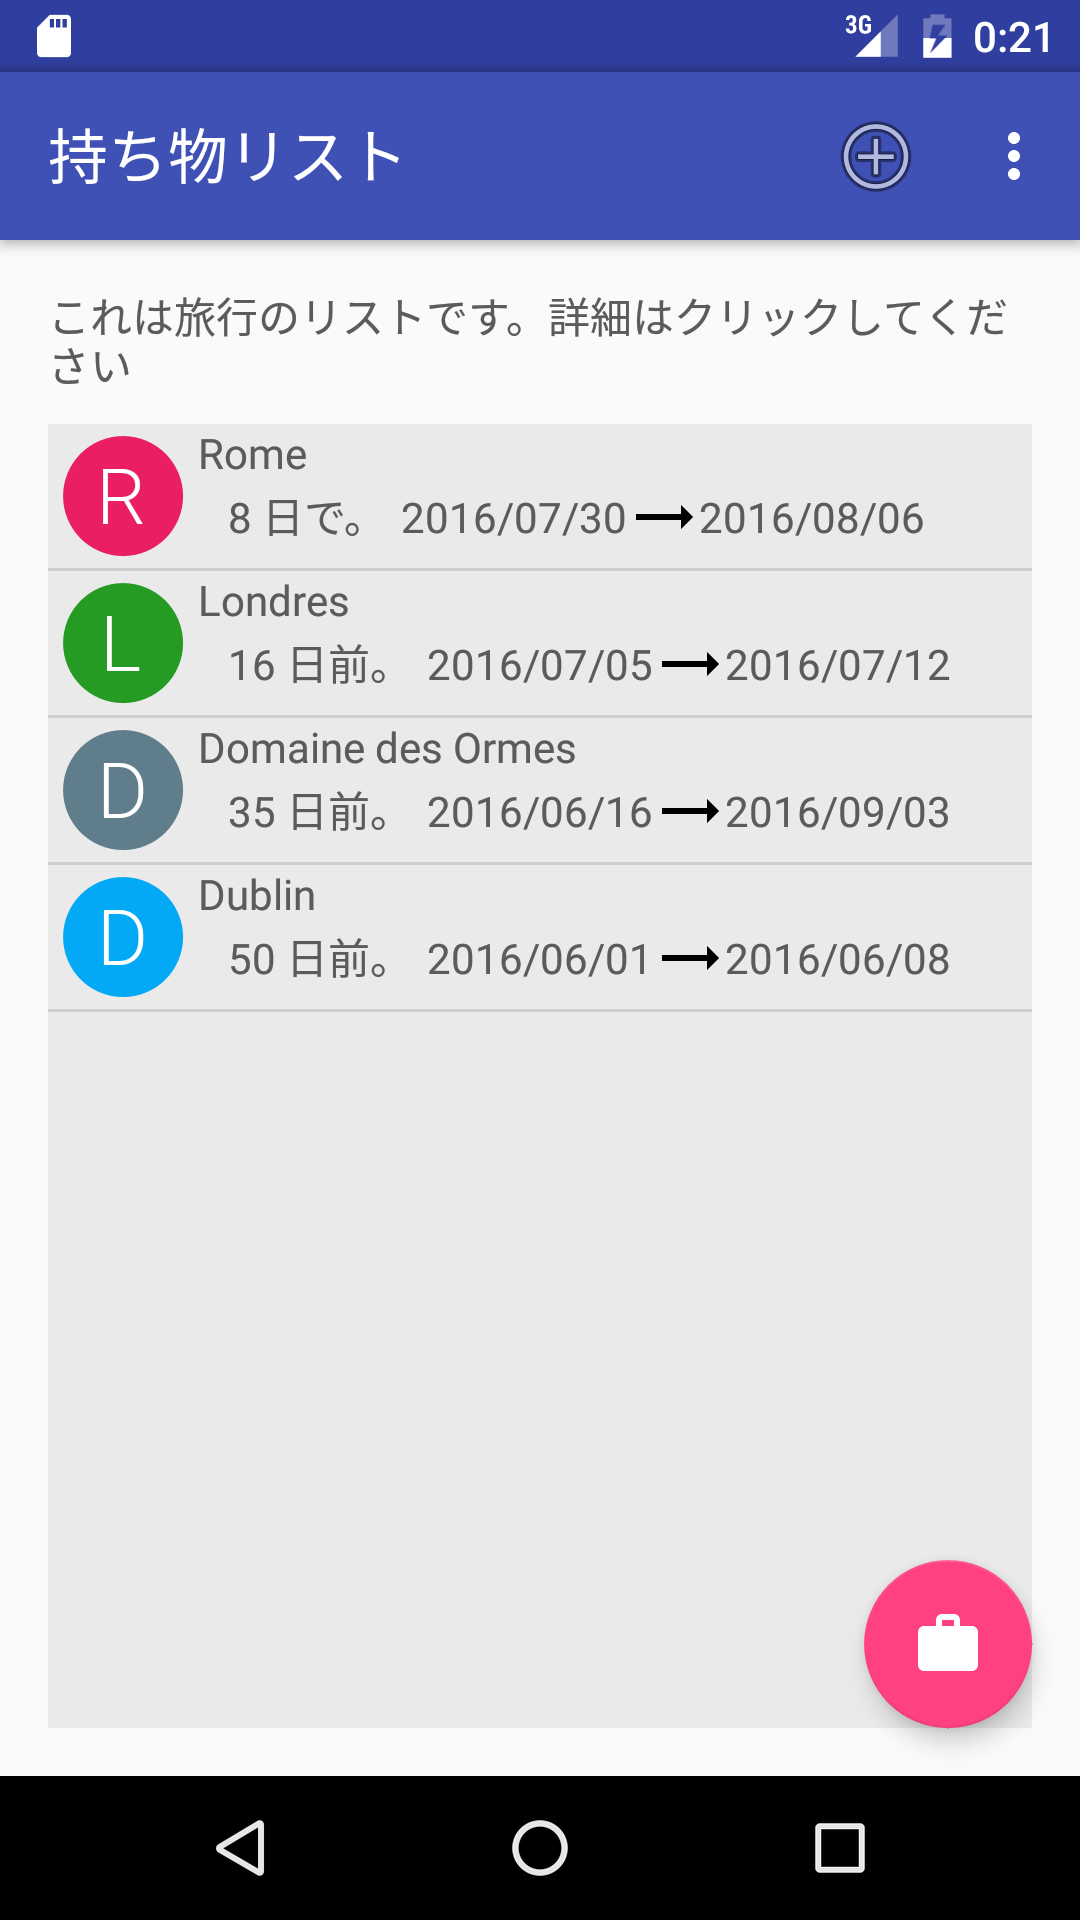 3G 0:21
持ち物リスト
これは旅行のリストです。詳細はクリックしてくだ
さい
R Rome
8 日で。 2016/07/30 2016/08/06
L Londres
16 日前。 2016/07/05 2016/07/12
D Domaine des Ormes
35 日前。 2016/06/16 2016/09/03
D Dublin
50 日前。 2016/06/01 2016/06/08